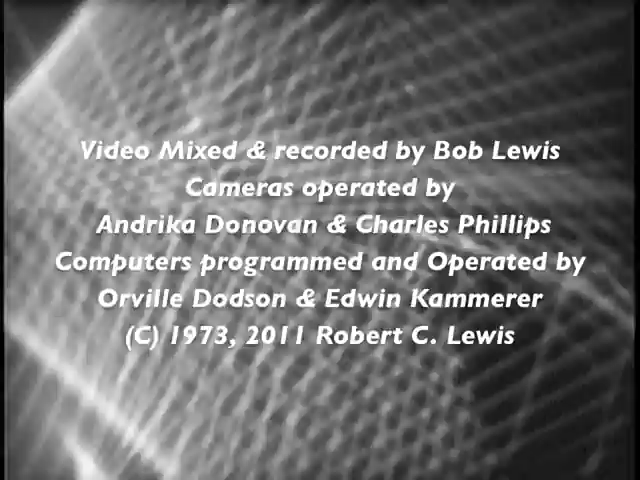 Video Mixed & recorded by Bob Lewis
Cameras operated by
Andrika Donovan & Charles Phillips
Computers programmed and Operated by
Orville Dodson & Edwin Kammerer
(C) 1973, 2011 Robert C. Lewis